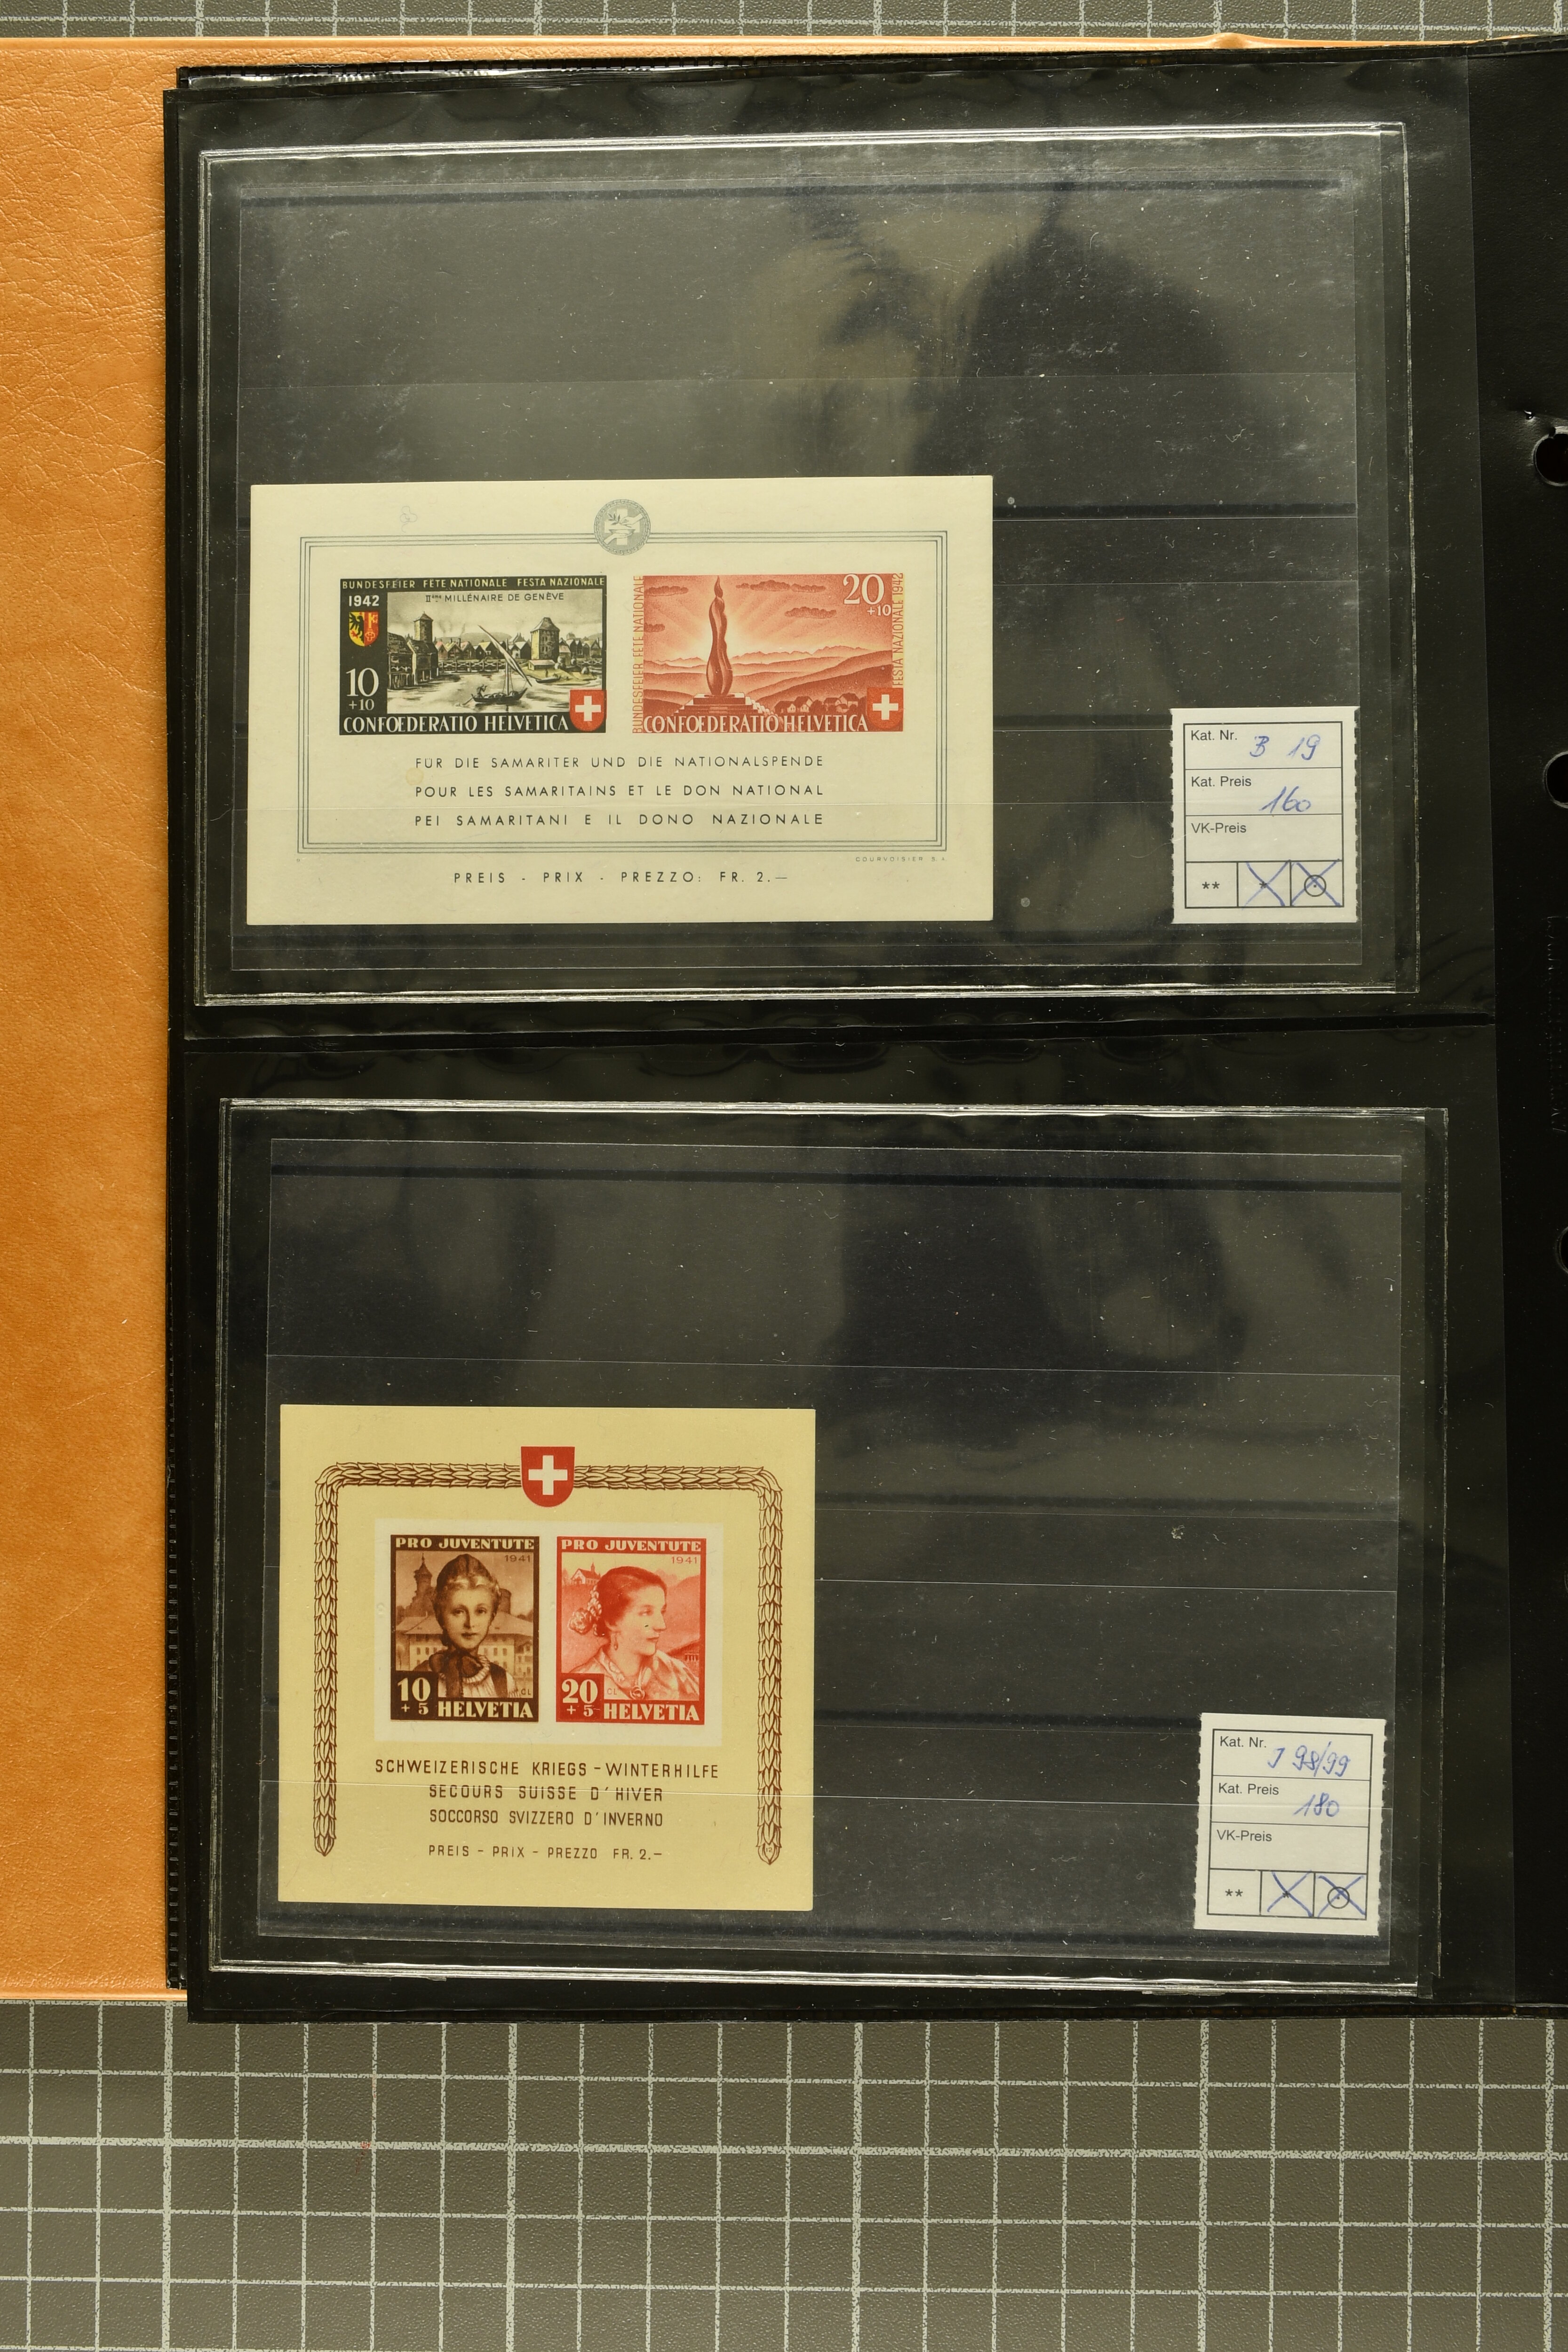 BUNDESFEIER FÊTE NATIONALE FESTA NAZIONALE
1942
IIème MILLÉNAIRE DE GENÈVE
10
+10
CONFOEDERATIO HELVETICA
BUNDESFEIER FÊTE NATIONALE
20
+10
FESTA NAZIONALE 1942
CONFOEDERATIO HELVETICA
FÜR DIE SAMARITER UND DIE NATIONALSPENDE
POUR LES SAMARITAINS ET LE DON NATIONAL
PEI SAMARITANI E IL DONO NAZIONALE
COURVOISIER S.A.
PREIS - PRIX - PREZZO: FR. 2.—
Kat. Nr. B 19
Kat. Preis
160
VK-Preis
**
PRO JUVENTUTE
1941
10
+ 5 HELVETIA
PRO JUVENTUTE
1941
20
+ 5 HELVETIA
SCHWEIZERISCHE KRIEGS-WINTERHILFE
SECOURS SUISSE D'HIVER
SOCCORSO SVIZZERO D'INVERNO
PREIS - PRIX - PREZZO FR. 2.—
Kat. Nr. J 98/99
Kat. Preis
180
VK-Preis
**